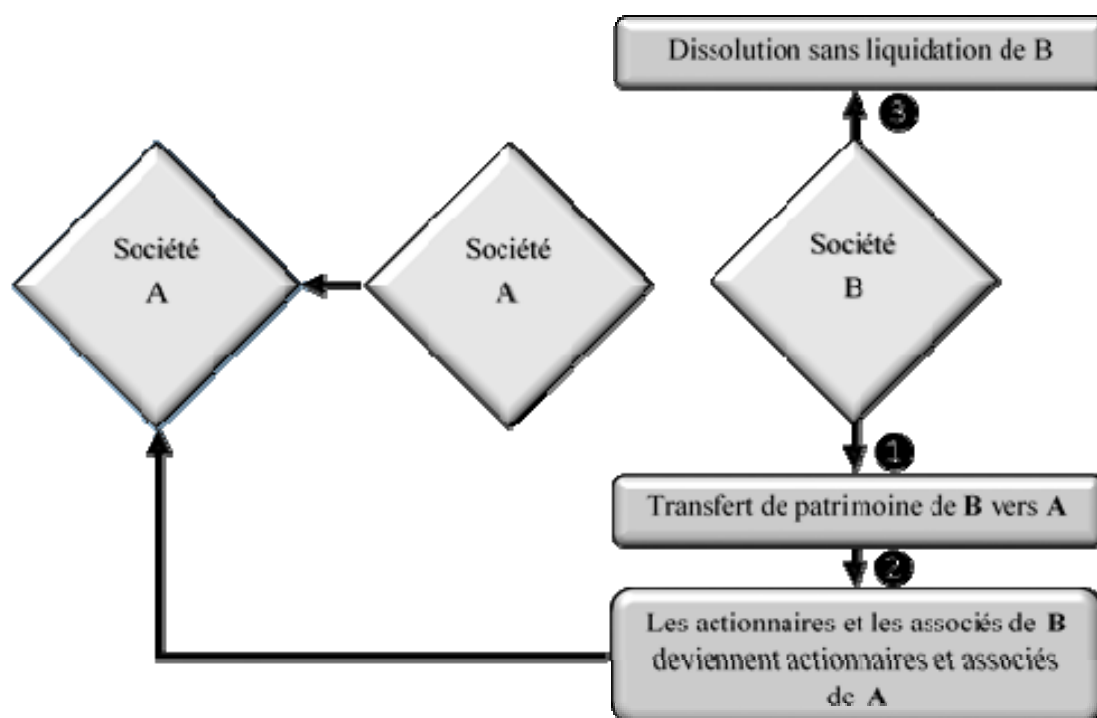 Dissolution sans liquidation de B
3
Société
A
Société
A
Société
B
1
Transfert de patrimoine de B vers A
2
Les actionnaires et les associés de B
deviennent actionnaires et associés
de A